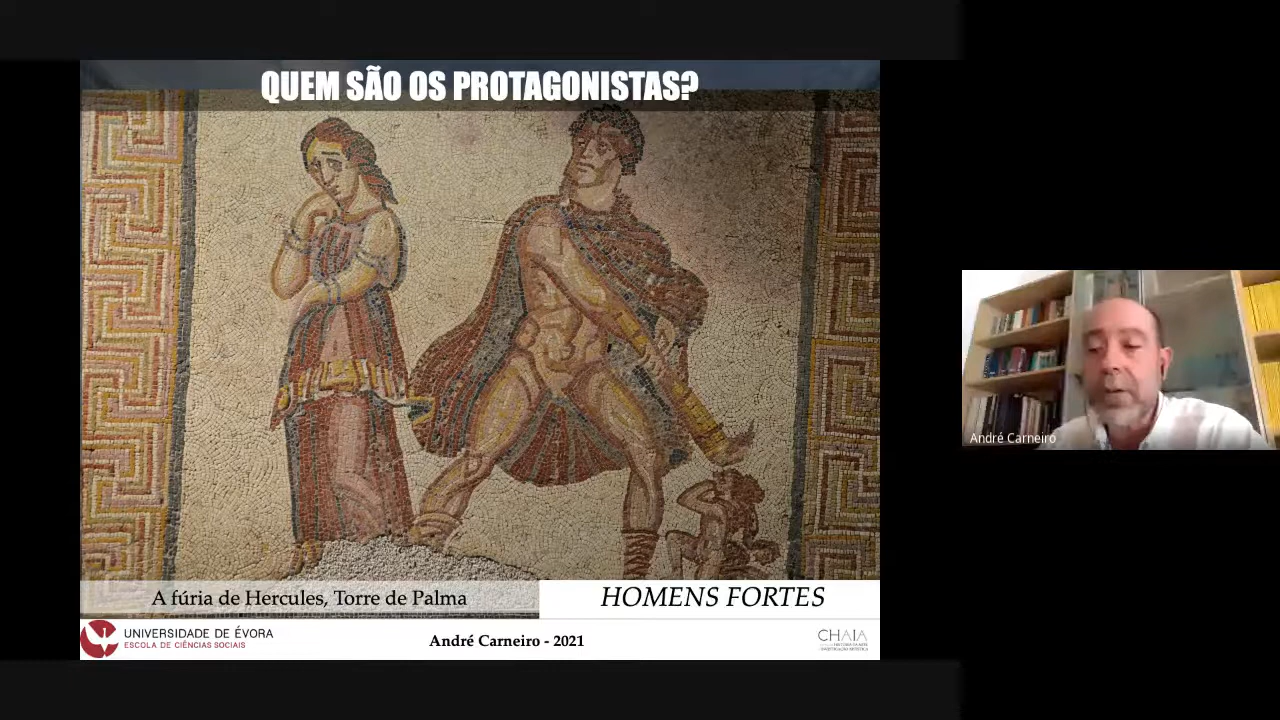 QUEM SÃO OS PROTAGONISTAS?
A fúria de Hercules, Torre de Palma
HOMENS FORTES
UNIVERSIDADE DE ÉVORA
ESCOLA DE CIÊNCIAS SOCIAIS
André Carneiro - 2021
CHAIA
André Carneiro